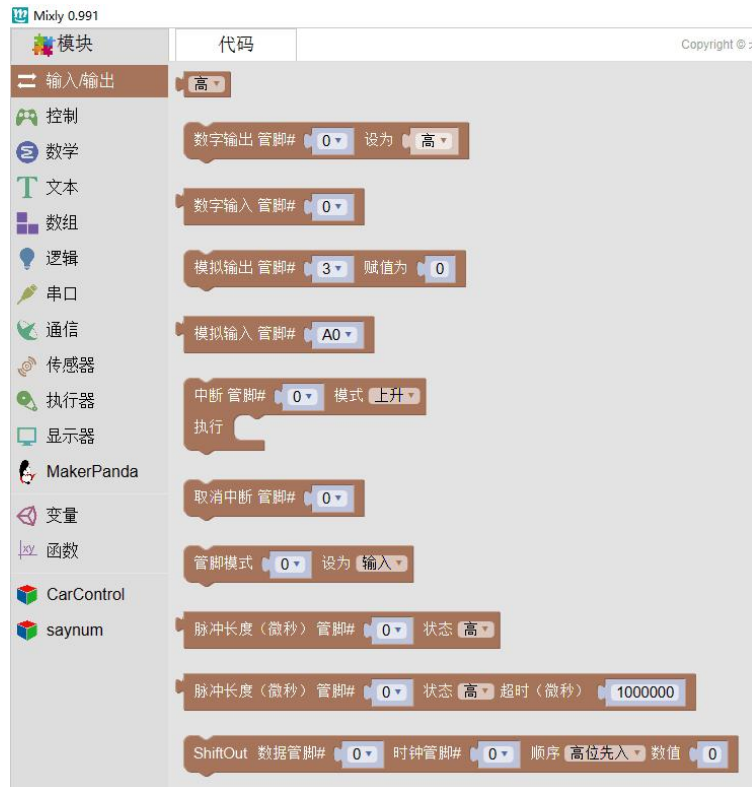 Mixly 0.991
模块
代码
Copyright ©
输入/输出
控制
数学
文本
数组
逻辑
串口
通信
传感器
执行器
显示器
MakerPanda
变量
函数
CarControl
saynum
高
数字输出 管脚# 0 设为 高
数字输入 管脚# 0
模拟输出 管脚# 3 赋值为 0
模拟输入 管脚# A0
中断 管脚# 0 模式 上升
执行
取消中断 管脚# 0
管脚模式 0 设为 输入
脉冲长度（微秒） 管脚# 0 状态 高
脉冲长度（微秒） 管脚# 0 状态 高 超时（微秒） 1000000
ShiftOut 数据管脚# 0 时钟管脚# 0 顺序 高位先入 数值 0